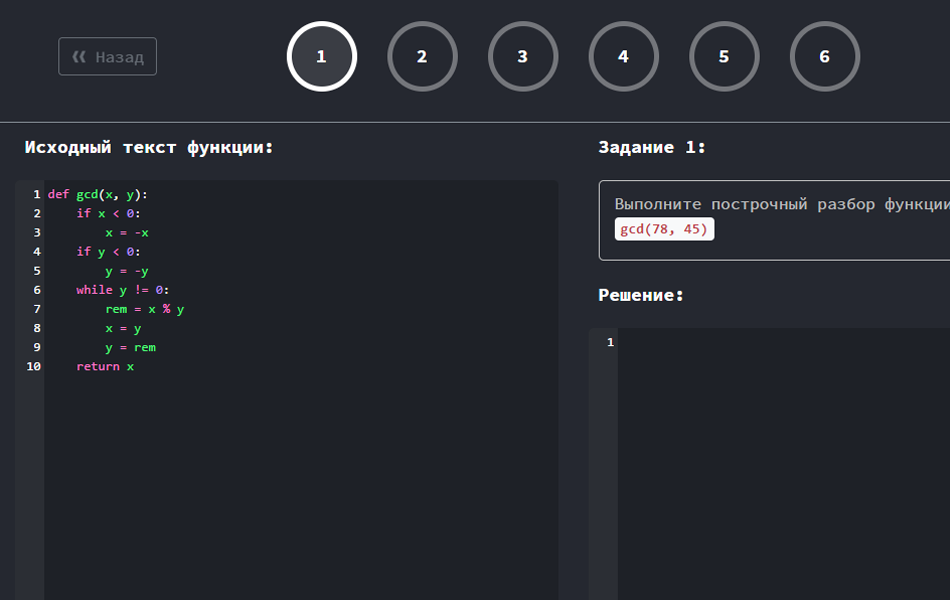 Назад
1 2 3 4 5 6
Исходный текст функции:
1 def gcd(x, y):
2 if x < 0:
3 x = -x
4 if y < 0:
5 y = -y
6 while y != 0:
7 rem = x % y
8 x = y
9 y = rem
10 return x
Задание 1:
Выполните построчный разбор функции
gcd(78, 45)
Решение:
1